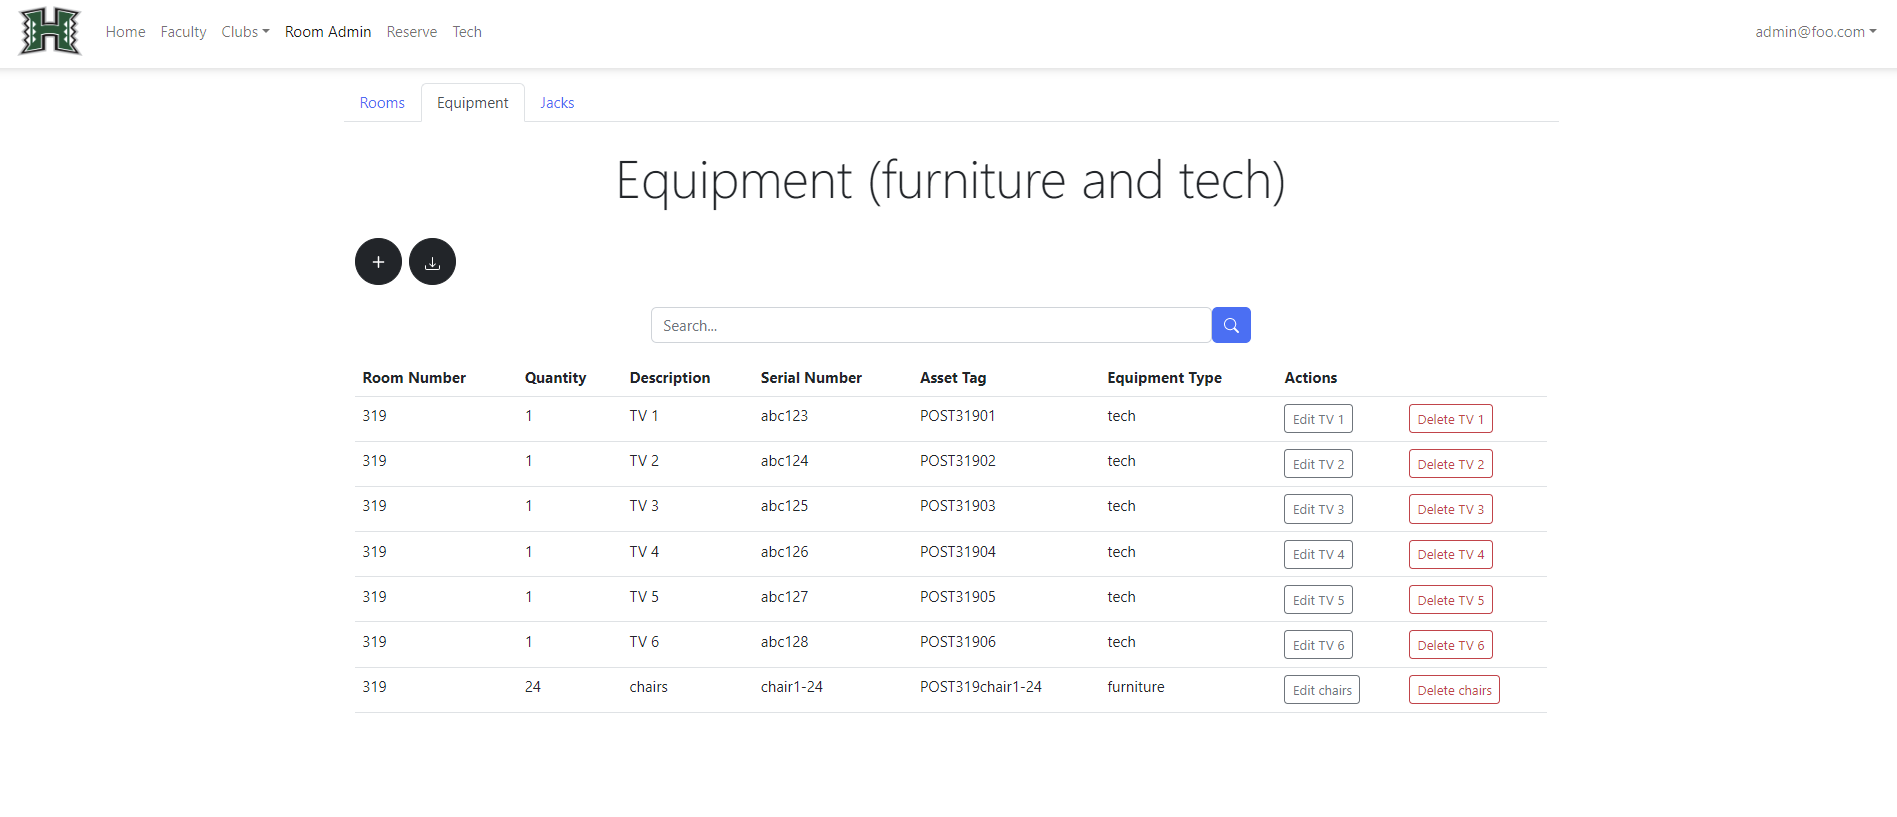 H
Home Faculty Clubs Room Admin Reserve Tech admin@foo.com
Rooms Equipment Jacks
Equipment (furniture and tech)
Search...
Room Number Quantity Description Serial Number Asset Tag Equipment Type Actions
319 1 TV 1 abc123 POST31901 tech Edit TV 1 Delete TV 1
319 1 TV 2 abc124 POST31902 tech Edit TV 2 Delete TV 2
319 1 TV 3 abc125 POST31903 tech Edit TV 3 Delete TV 3
319 1 TV 4 abc126 POST31904 tech Edit TV 4 Delete TV 4
319 1 TV 5 abc127 POST31905 tech Edit TV 5 Delete TV 5
319 1 TV 6 abc128 POST31906 tech Edit TV 6 Delete TV 6
319 24 chairs chair1-24 POST319chair1-24 furniture Edit chairs Delete chairs